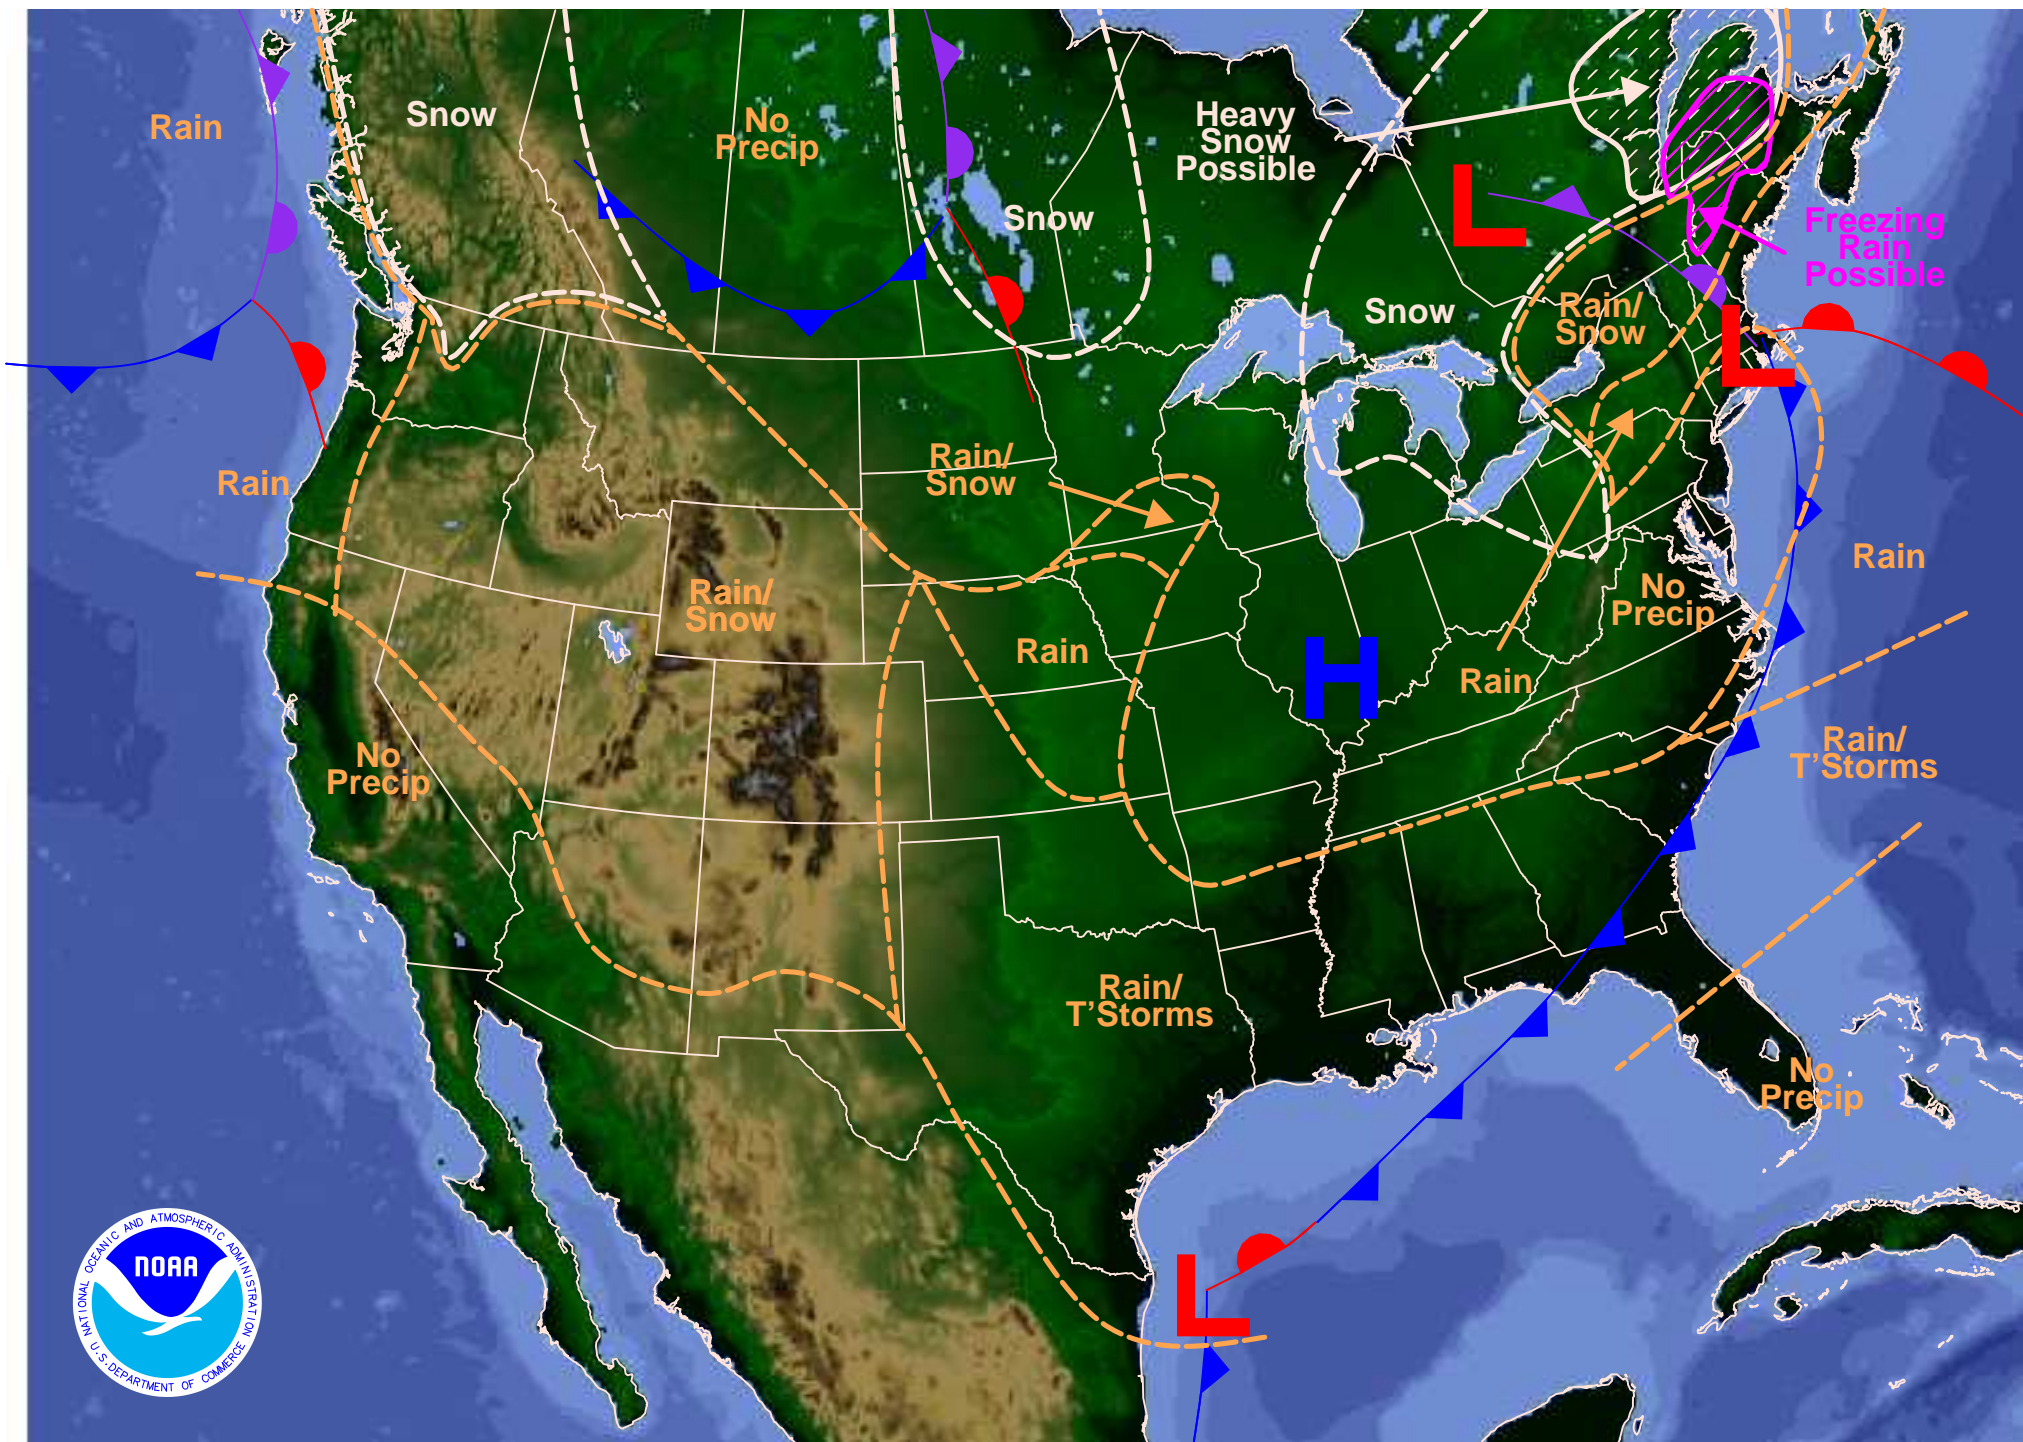 Rain
Snow
No
Precip
Heavy
Snow
Possible
Snow
Freezing
Rain
Possible
L
Snow
Rain/
Snow
L
Rain
Rain/
Snow
Rain
Rain/
Snow
No
Precip
Rain
H
Rain
No
Precip
Rain/
T'Storms
Rain/
T'Storms
No
Precip
L
NOAA
NATIONAL OCEANIC AND ATMOSPHERIC ADMINISTRATION
U.S. DEPARTMENT OF COMMERCE